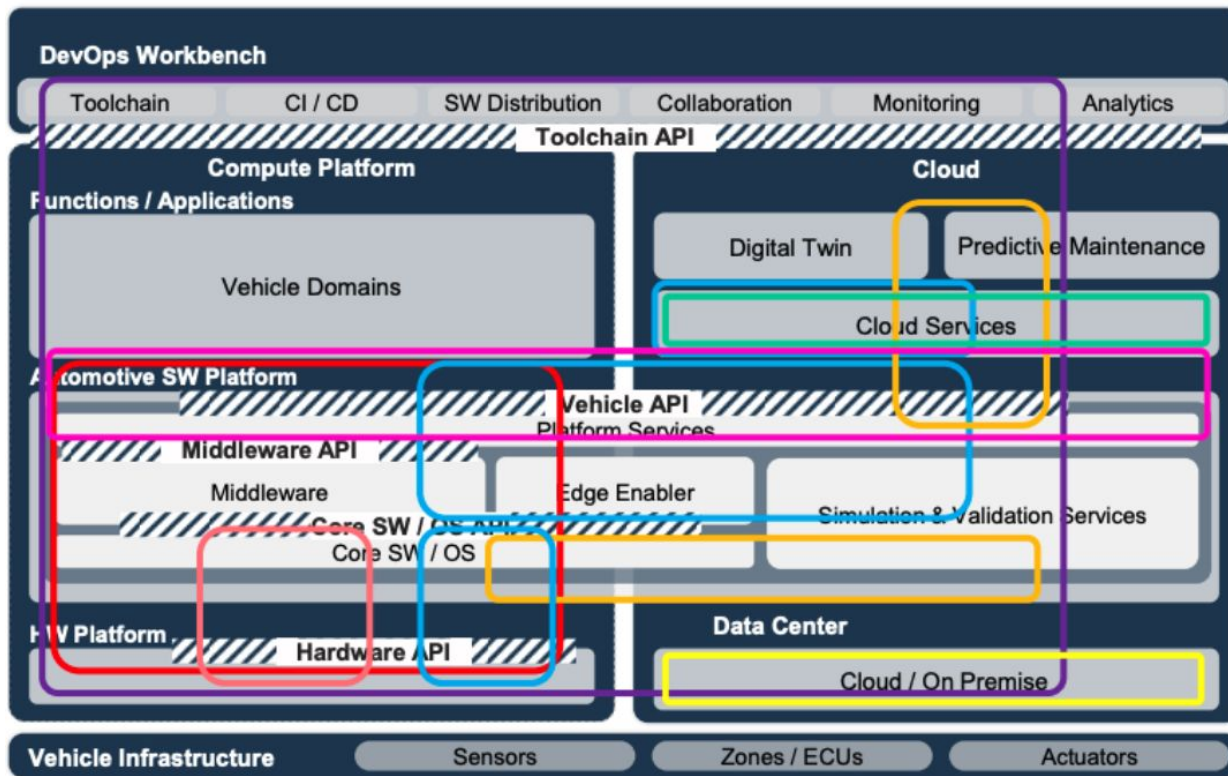 DevOps Workbench
Toolchain CI / CD SW Distribution Collaboration Monitoring Analytics
Toolchain API
Compute Platform
Functions / Applications
Vehicle Domains
Cloud
Digital Twin
Predictive Maintenance
Cloud Services
Automotive SW Platform
Vehicle API
Platform Services
Middleware API
Middleware
Edge Enabler
Simulation & Validation Services
Core SW / OS API
Core SW / OS
HW Platform
Hardware API
Data Center
Cloud / On Premise
Vehicle Infrastructure Sensors Zones / ECUs Actuators